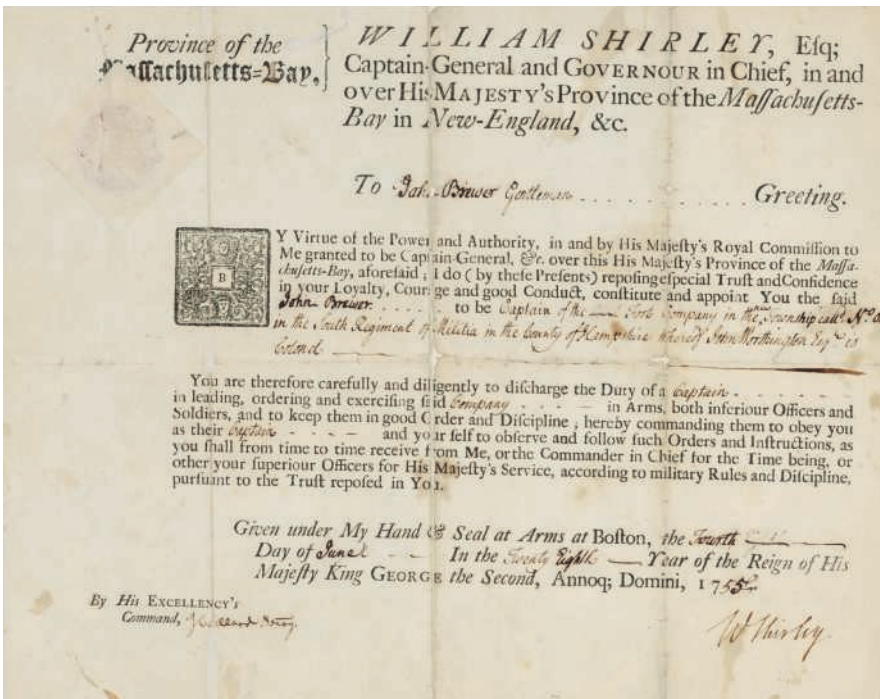 Province of the
Massachusetts=Bay,
WILLIAM SHIRLEY, Eſq;
Captain-General and GOVERNOUR in Chief, in and
over His MAJESTY's Province of the Maſſachuſetts-
Bay in New-England, &c.
To John Brewer Gentleman . . . . . . . . . . . Greeting.
BY Virtue of the Power and Authority, in and by His Majeſty's Royal Commiſſion to
Me granted to be Captain-General, &c. over this His Majeſty's Province of the Maſſa-
chuſetts-Bay, aforeſaid ; I do (by theſe Preſents) repoſing eſpecial Truſt and Confidence
in your Loyalty, Courage and good Conduct, conſtitute and appoint You the ſaid
John Brewer . . . . . . to be Captain of the Foot Company in the Township call'd No.
in the South Regiment of Militia in the County of Hampshire whereof John Worthington Esqr. is
Colonel
You are therefore carefully and diligently to diſcharge the Duty of a Captain . . . .
in leading, ordering and exerciſing ſaid Company . . . - in Arms, both inferiour Officers and
Soldiers, and to keep them in good Order and Diſcipline ; hereby commanding them to obey you
as their Captain . . - - and your ſelf to obſerve and follow ſuch Orders and Inſtructions, as
you ſhall from time to time receive from Me, or the Commander in Chief for the Time being, or
other your ſuperiour Officers for His Majeſty's Service, according to military Rules and Diſcipline,
purſuant to the Truſt repoſed in You.
Given under My Hand & Seal at Arms at Boſton, the Fourth
Day of June - - In the Twenty Eighth — Year of the Reign of His
Majeſty King GEORGE the Second, Annoq; Domini, 1755.
By His EXCELLENCY's
Command,
W Shirley